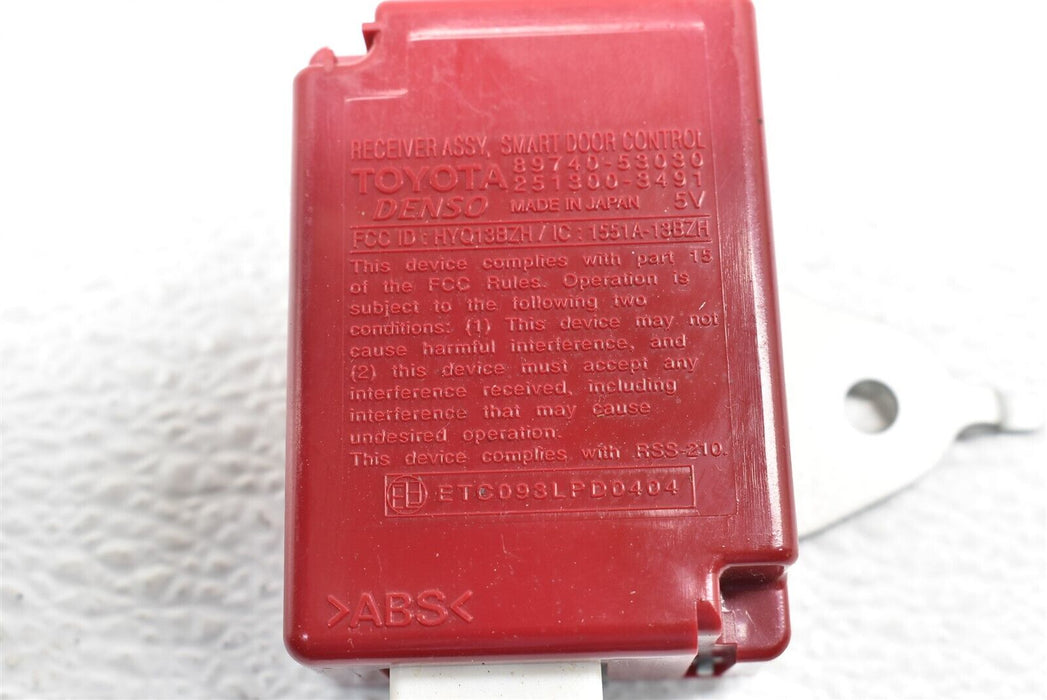 RECEIVER ASSY, SMART DOOR CONTROL
TOYOTA 89740-53030
251300-3491
DENSO MADE IN JAPAN 5V
FCC ID : HYQ13BZH / IC : 1551A-13BZH
This device complies with part 15
of the FCC Rules. Operation is
subject to the following two
conditions: (1) This device may not
cause harmful interference, and
(2) this device must accept any
interference received, including
interference that may cause
undesired operation.
This device complies with RSS-210.
ETC098LPD0404
>ABS<